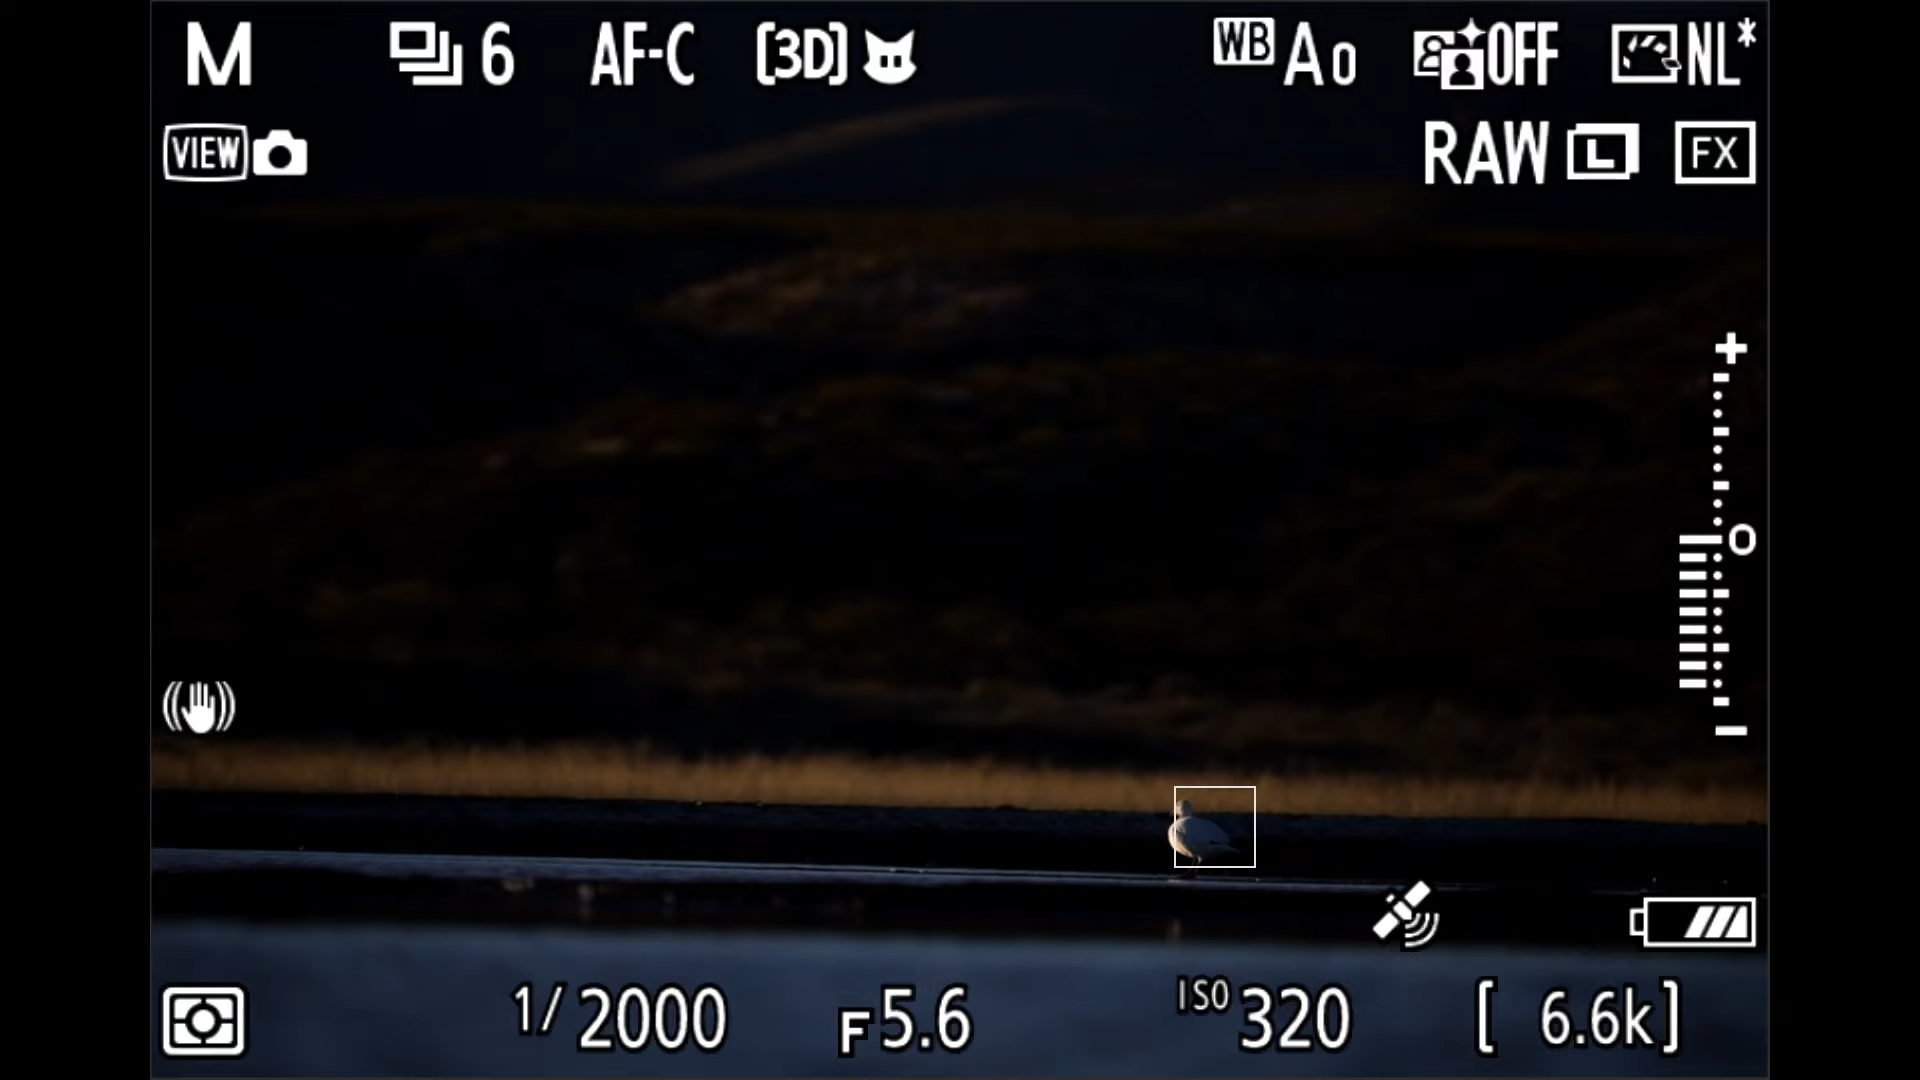 M 6 AF-C [3D] WB A0 OFF NL*
VIEW RAW L FX
+
0
-
1/2000 F5.6 ISO 320 [ 6.6k]